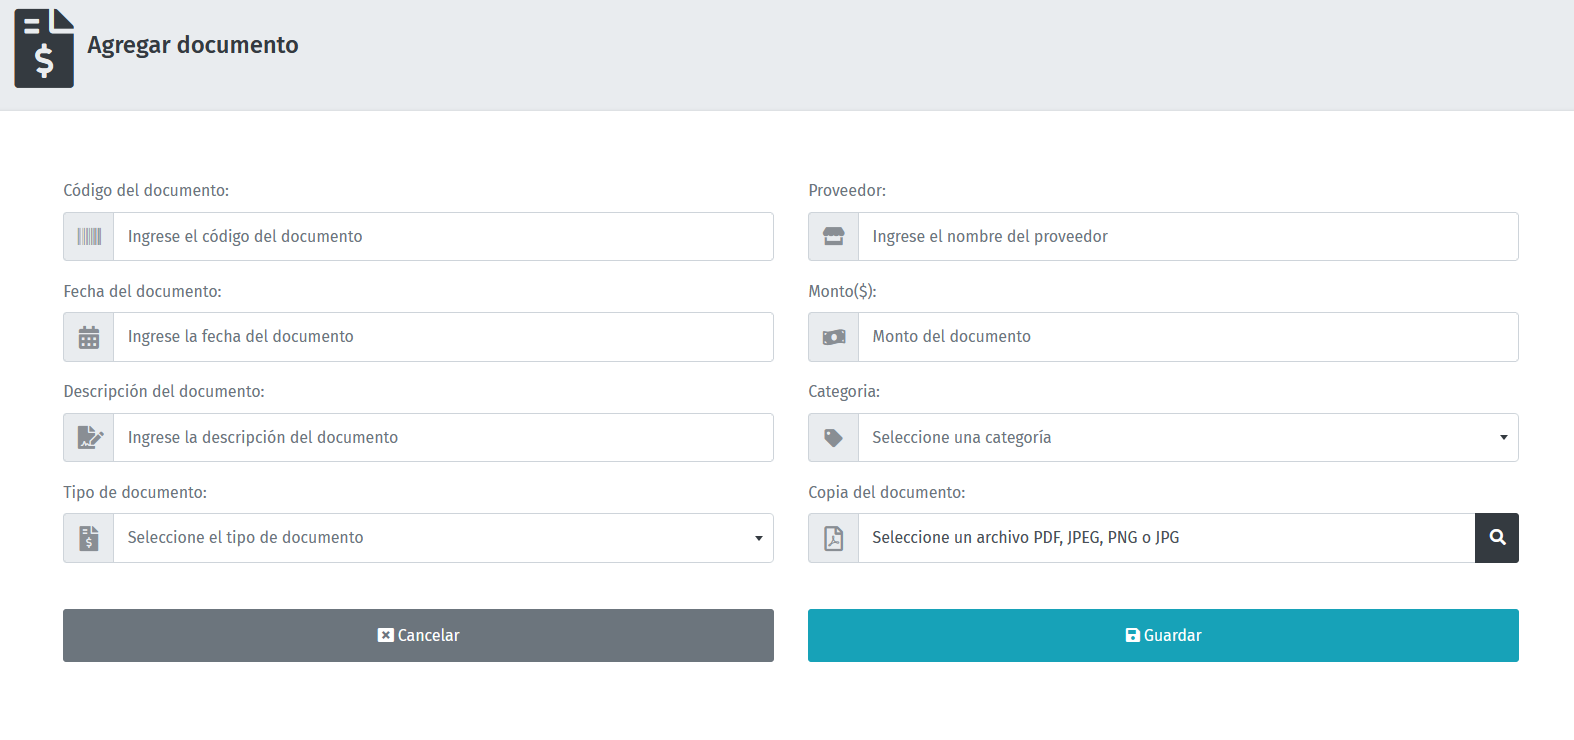 Agregar documento
Código del documento:
Proveedor:
Ingrese el código del documento
Ingrese el nombre del proveedor
Fecha del documento:
Monto($):
Ingrese la fecha del documento
Monto del documento
Descripción del documento:
Categoria:
Ingrese la descripción del documento
Seleccione una categoría
Tipo de documento:
Copia del documento:
Seleccione el tipo de documento
Seleccione un archivo PDF, JPEG, PNG o JPG
Cancelar
Guardar